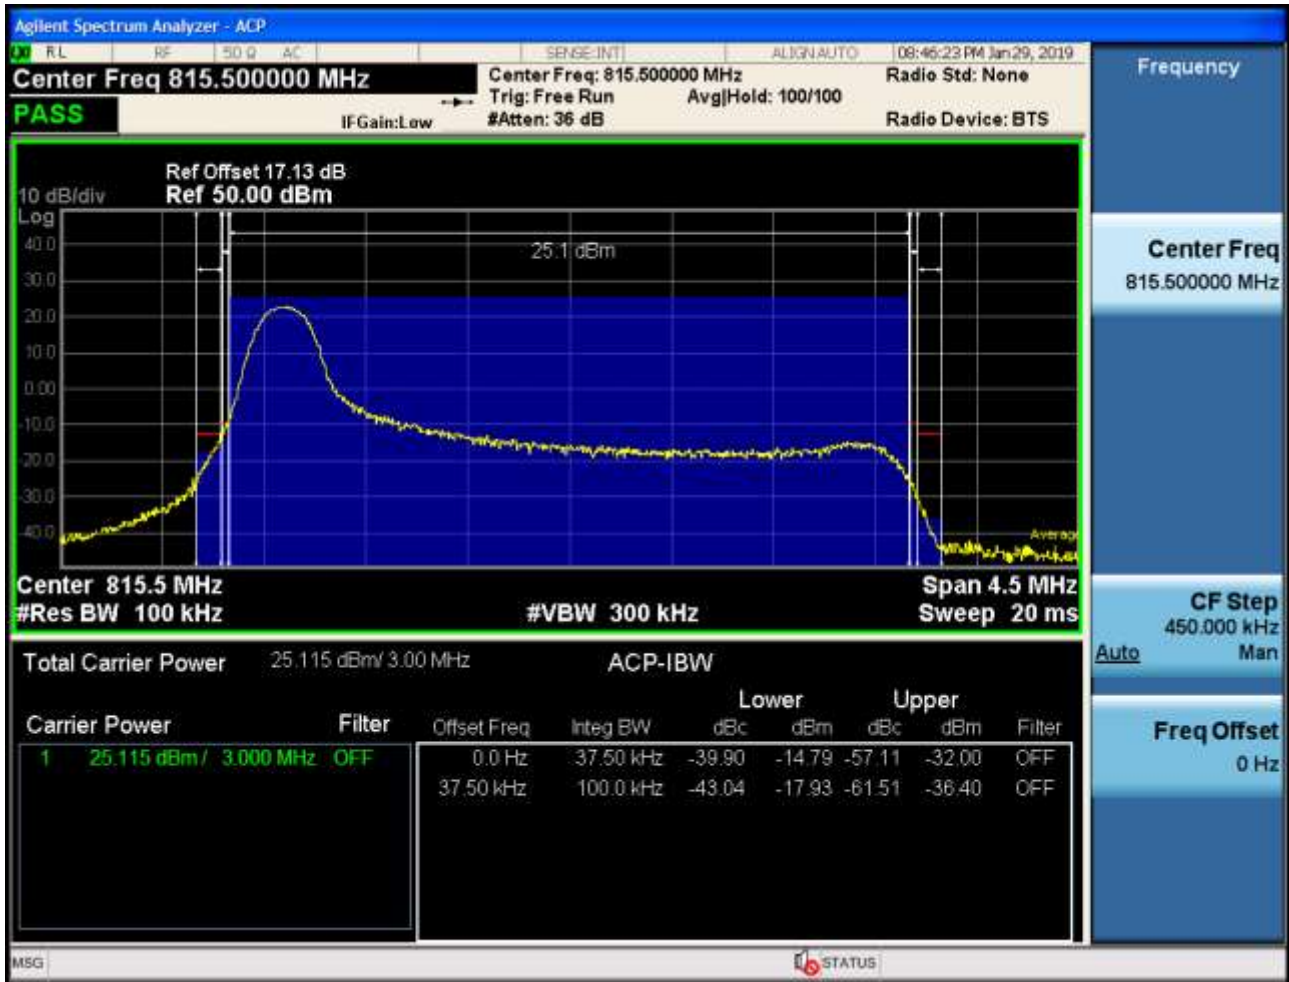 Agilent Spectrum Analyzer - ACP
LXI RL RF 50 Ω AC SENSE:INT ALIGNAUTO 08:46:23 PM Jan 29, 2019
Center Freq 815.500000 MHz
Center Freq: 815.500000 MHz
Radio Std: None
Trig: Free Run Avg|Hold: 100/100
PASS
IFGain:Low
#Atten: 36 dB
Radio Device: BTS
Ref Offset 17.13 dB
10 dB/div Ref 50.00 dBm
Log
40.0
25.1 dBm
30.0
20.0
10.0
0.00
-10.0
-20.0
-30.0
-40.0
Average
Center 815.5 MHz Span 4.5 MHz
#Res BW 100 kHz #VBW 300 kHz Sweep 20 ms
Total Carrier Power 25.115 dBm/ 3.00 MHz ACP-IBW
Lower Upper
Carrier Power Filter Offset Freq Integ BW dBc dBm dBc dBm Filter
1 25.115 dBm / 3.000 MHz OFF 0.0 Hz 37.50 kHz -39.90 -14.79 -57.11 -32.00 OFF
37.50 kHz 100.0 kHz -43.04 -17.93 -61.51 -36.40 OFF
Frequency
Center Freq
815.500000 MHz
CF Step
450.000 kHz
Auto Man
Freq Offset
0 Hz
MSG STATUS